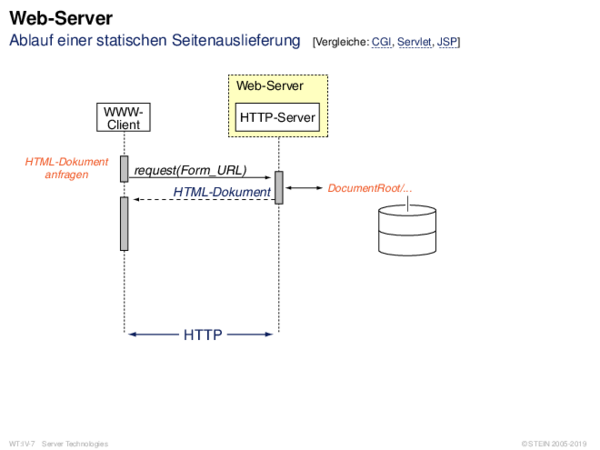 Web-Server
Ablauf einer statischen Seitenauslieferung [Vergleiche: CGI, Servlet, JSP]
Web-Server
WWW-
Client
HTTP-Server
HTML-Dokument
anfragen
request(Form_URL)
HTML-Dokument
DocumentRoot/...
HTTP
WT:IV-7 Server Technologies
© STEIN 2005-2019